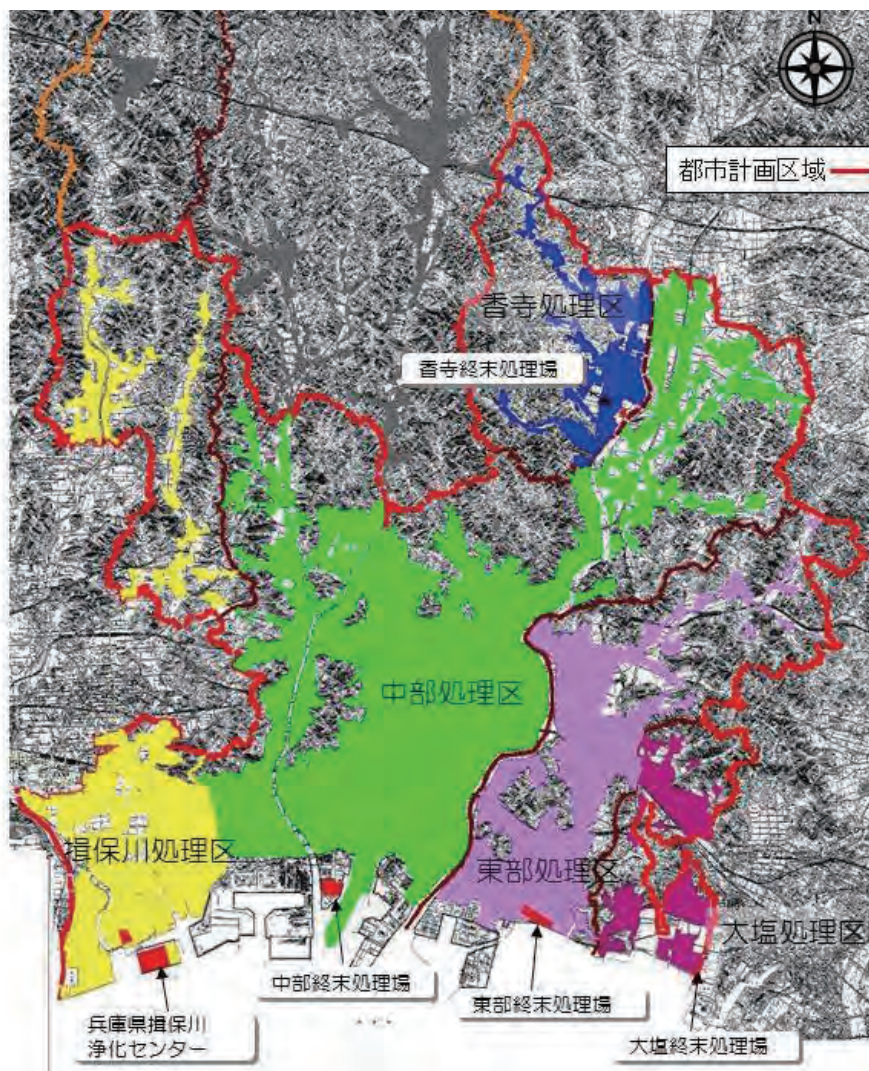 N
都市計画区域
香寺処理区
香寺終末処理場
中部処理区
揖保川処理区
東部処理区
大塩処理区
中部終末処理場
東部終末処理場
兵庫県揖保川
浄化センター
大塩終末処理場